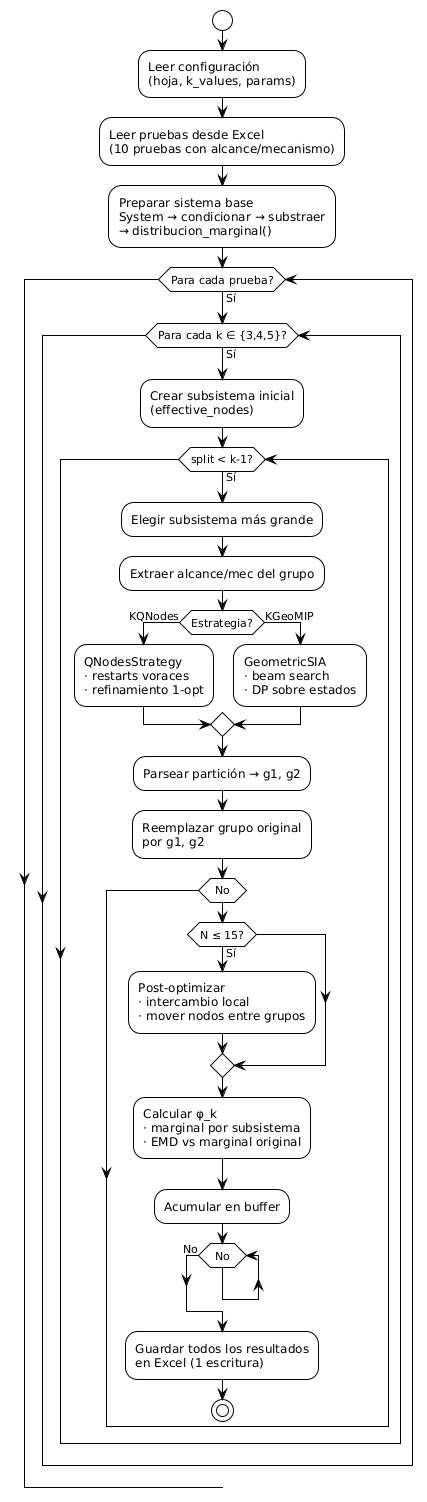 Leer configuración
(hoja, k_values, params)
Leer pruebas desde Excel
(10 pruebas con alcance/mecanismo)
Preparar sistema base
System → condicionar → substraer
→ distribucion_marginal()
Para cada prueba?
Sí
Para cada k ∈ {3,4,5}?
Sí
Crear subsistema inicial
(effective_nodes)
split < k-1?
Sí
Elegir subsistema más grande
Extraer alcance/mec del grupo
Estrategia?
KQNodes
KGeoMIP
QNodesStrategy
· restarts voraces
· refinamiento 1-opt
GeometricSIA
· beam search
· DP sobre estados
Parsear partición → g1, g2
Reemplazar grupo original
por g1, g2
No
N ≤ 15?
Sí
Post-optimizar
· intercambio local
· mover nodos entre grupos
Calcular φ_k
· marginal por subsistema
· EMD vs marginal original
Acumular en buffer
No
No
Guardar todos los resultados
en Excel (1 escritura)